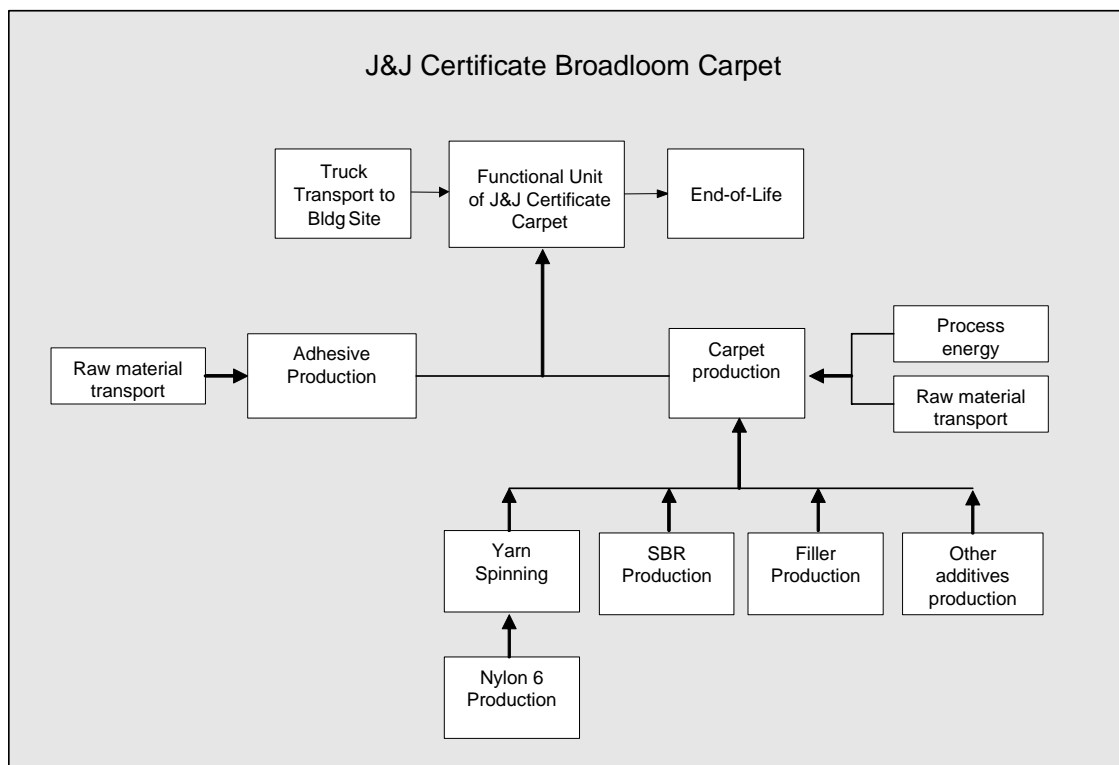 J&J Certificate Broadloom Carpet
Truck
Transport to
Bldg Site
Functional Unit
of J&J Certificate
Carpet
End-of-Life
Raw material
transport
Adhesive
Production
Carpet
production
Process
energy
Raw material
transport
Yarn
Spinning
SBR
Production
Filler
Production
Other
additives
production
Nylon 6
Production